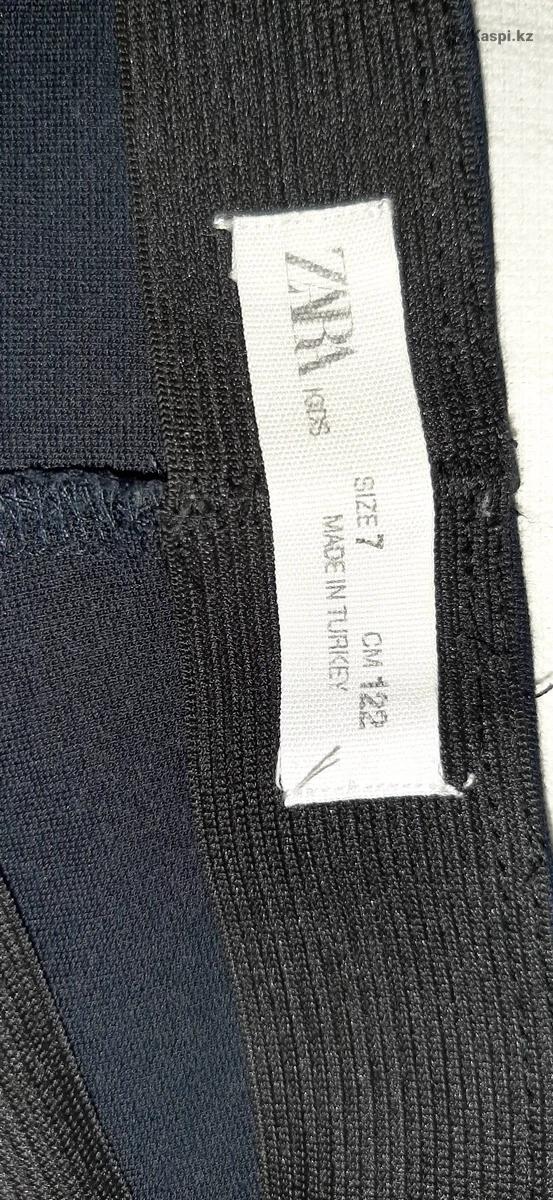 Kaspi.kz
ZARA KIDS
SIZE 7 CM 122
MADE IN TURKEY